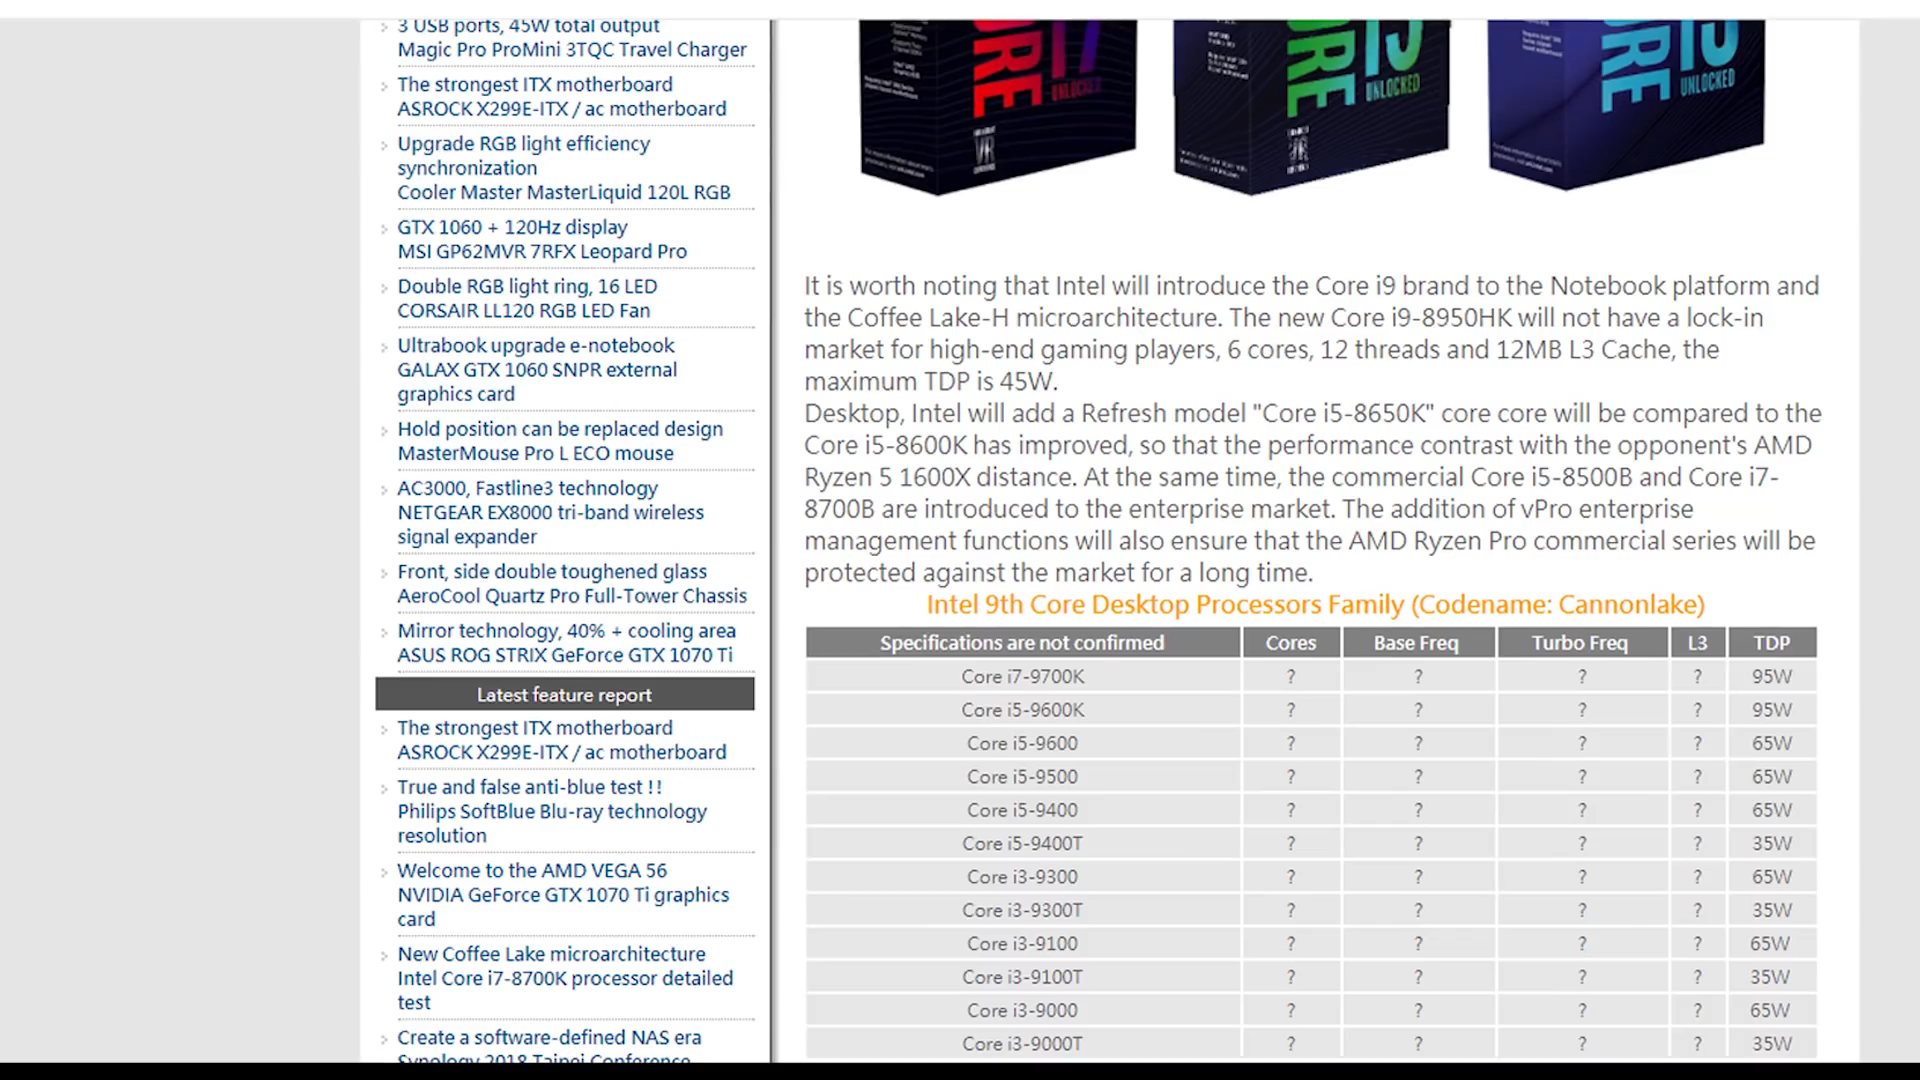 3 USB ports, 45W total output
Magic Pro ProMini 3TQC Travel Charger
The strongest ITX motherboard
ASROCK X299E-ITX / ac motherboard
Upgrade RGB light efficiency
synchronization
Cooler Master MasterLiquid 120L RGB
GTX 1060 + 120Hz display
MSI GP62MVR 7RFX Leopard Pro
Double RGB light ring, 16 LED
CORSAIR LL120 RGB LED Fan
Ultrabook upgrade e-notebook
GALAX GTX 1060 SNPR external
graphics card
Hold position can be replaced design
MasterMouse Pro L ECO mouse
AC3000, Fastline3 technology
NETGEAR EX8000 tri-band wireless
signal expander
Front, side double toughened glass
AeroCool Quartz Pro Full-Tower Chassis
Mirror technology, 40% + cooling area
ASUS ROG STRIX GeForce GTX 1070 Ti
Latest feature report
The strongest ITX motherboard
ASROCK X299E-ITX / ac motherboard
True and false anti-blue test !!
Philips SoftBlue Blu-ray technology
resolution
Welcome to the AMD VEGA 56
NVIDIA GeForce GTX 1070 Ti graphics
card
New Coffee Lake microarchitecture
Intel Core i7-8700K processor detailed
test
Create a software-defined NAS era
Synology 2018 Taipei Conference
CORE i7
UNLOCKED
VR
CORE i5
UNLOCKED
VR
CORE i3
UNLOCKED
It is worth noting that Intel will introduce the Core i9 brand to the Notebook platform and
the Coffee Lake-H microarchitecture. The new Core i9-8950HK will not have a lock-in
market for high-end gaming players, 6 cores, 12 threads and 12MB L3 Cache, the
maximum TDP is 45W.
Desktop, Intel will add a Refresh model "Core i5-8650K" core core will be compared to the
Core i5-8600K has improved, so that the performance contrast with the opponent's AMD
Ryzen 5 1600X distance. At the same time, the commercial Core i5-8500B and Core i7-
8700B are introduced to the enterprise market. The addition of vPro enterprise
management functions will also ensure that the AMD Ryzen Pro commercial series will be
protected against the market for a long time.
Intel 9th Core Desktop Processors Family (Codename: Cannonlake)
Specifications are not confirmed Cores Base Freq Turbo Freq L3 TDP
Core i7-9700K ? ? ? ? 95W
Core i5-9600K ? ? ? ? 95W
Core i5-9600 ? ? ? ? 65W
Core i5-9500 ? ? ? ? 65W
Core i5-9400 ? ? ? ? 65W
Core i5-9400T ? ? ? ? 35W
Core i3-9300 ? ? ? ? 65W
Core i3-9300T ? ? ? ? 35W
Core i3-9100 ? ? ? ? 65W
Core i3-9100T ? ? ? ? 35W
Core i3-9000 ? ? ? ? 65W
Core i3-9000T ? ? ? ? 35W